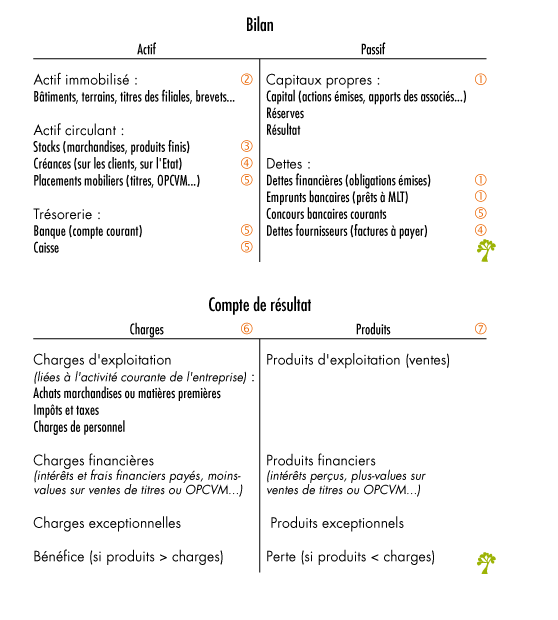 Bilan
Actif
Passif
Actif immobilisé : ②
Bâtiments, terrains, titres des filiales, brevets...
Actif circulant :
Stocks (marchandises, produits finis) ③
Créances (sur les clients, sur l'Etat) ④
Placements mobiliers (titres, OPCVM...) ⑤
Trésorerie :
Banque (compte courant) ⑤
Caisse ⑤
Capitaux propres : ①
Capital (actions émises, apports des associés...)
Réserves
Résultat
Dettes :
Dettes financières (obligations émises) ①
Emprunts bancaires (prêts à MLT) ①
Concours bancaires courants ⑤
Dettes fournisseurs (factures à payer) ④
Compte de résultat
Charges ⑥
Produits ⑦
Charges d'exploitation
(liées à l'activité courante de l'entreprise) :
Achats marchandises ou matières premières
Impôts et taxes
Charges de personnel
Charges financières
(intérêts et frais financiers payés, moins-
values sur ventes de titres ou OPCVM...)
Charges exceptionnelles
Bénéfice (si produits > charges)
Produits d'exploitation (ventes)
Produits financiers
(intérêts perçus, plus-values sur
ventes de titres ou OPCVM...)
Produits exceptionnels
Perte (si produits < charges)